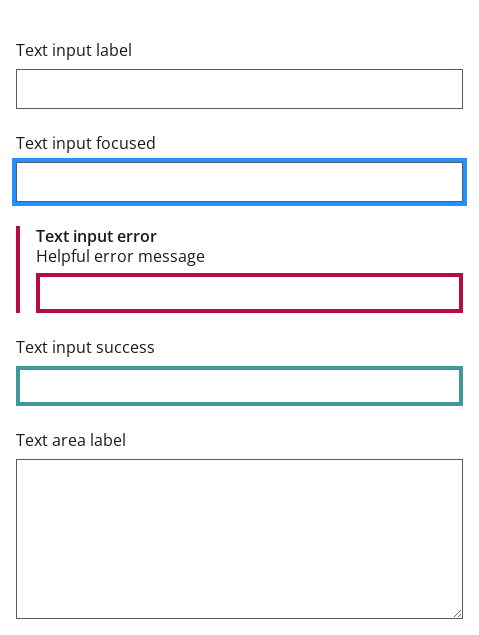 Text input label
Text input focused
Text input error
Helpful error message
Text input success
Text area label